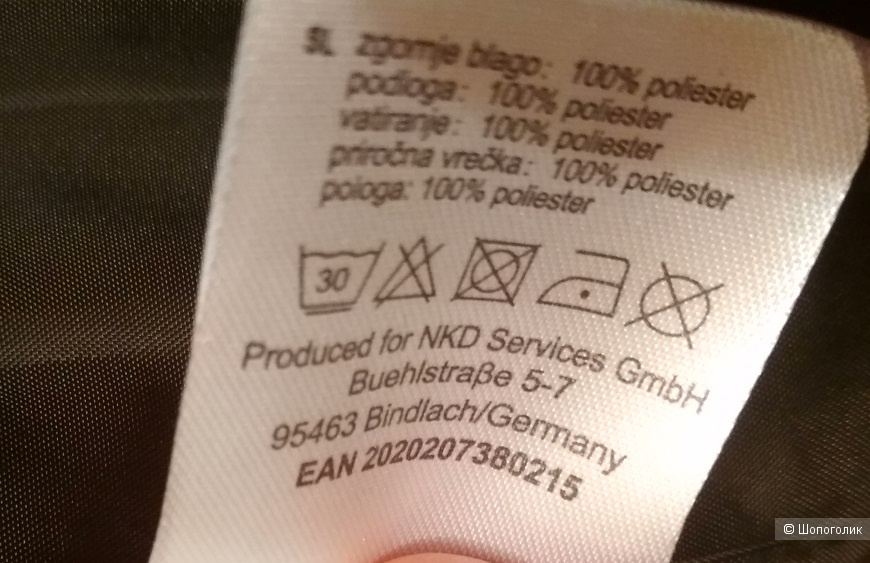 SL zgornje blago: 100% poliester
podloga: 100% poliester
vatiranje: 100% poliester
priročna vrečka: 100% poliester
pologa: 100% poliester
30
Produced for NKD Services GmbH
Buehlstraße 5-7
95463 Bindlach/Germany
EAN 2020207380215
© Шопоголик